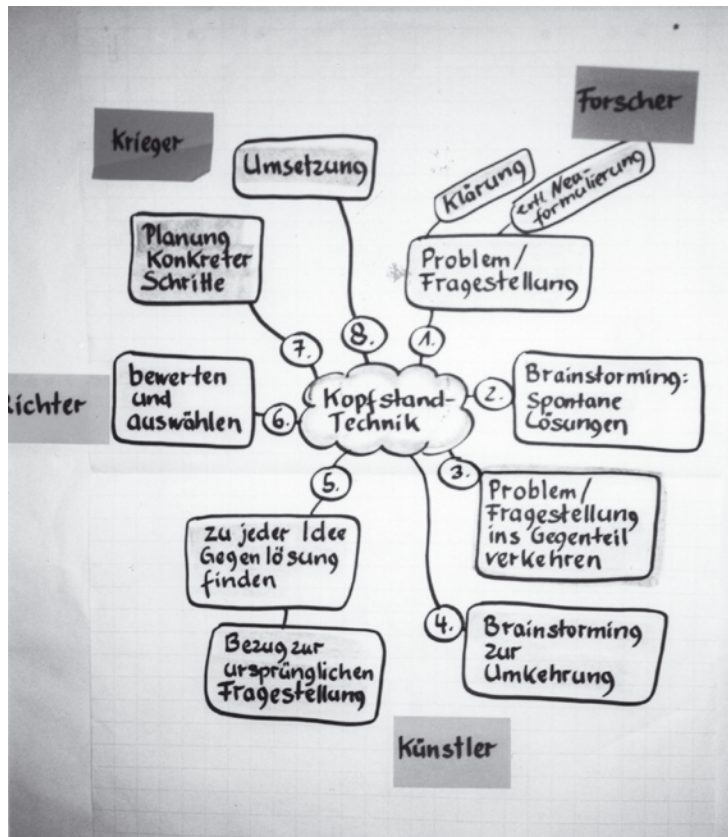 Forscher
Krieger
Umsetzung
Klärung
evtl. Neu-
formulierung
Planung
Konkreter
Schritte
Problem/
Fragestellung
8.
1.
7.
bewerten
und
auswählen
Kopfstand-
Technik
2.
Brainstorming:
Spontane
Lösungen
Richter
6.
3.
5.
Problem/
Fragestellung
ins Gegenteil
verkehren
zu jeder Idee
Gegenlösung
finden
4.
Brainstorming
zur
Umkehrung
Bezug zur
ursprünglichen
Fragestellung
Künstler